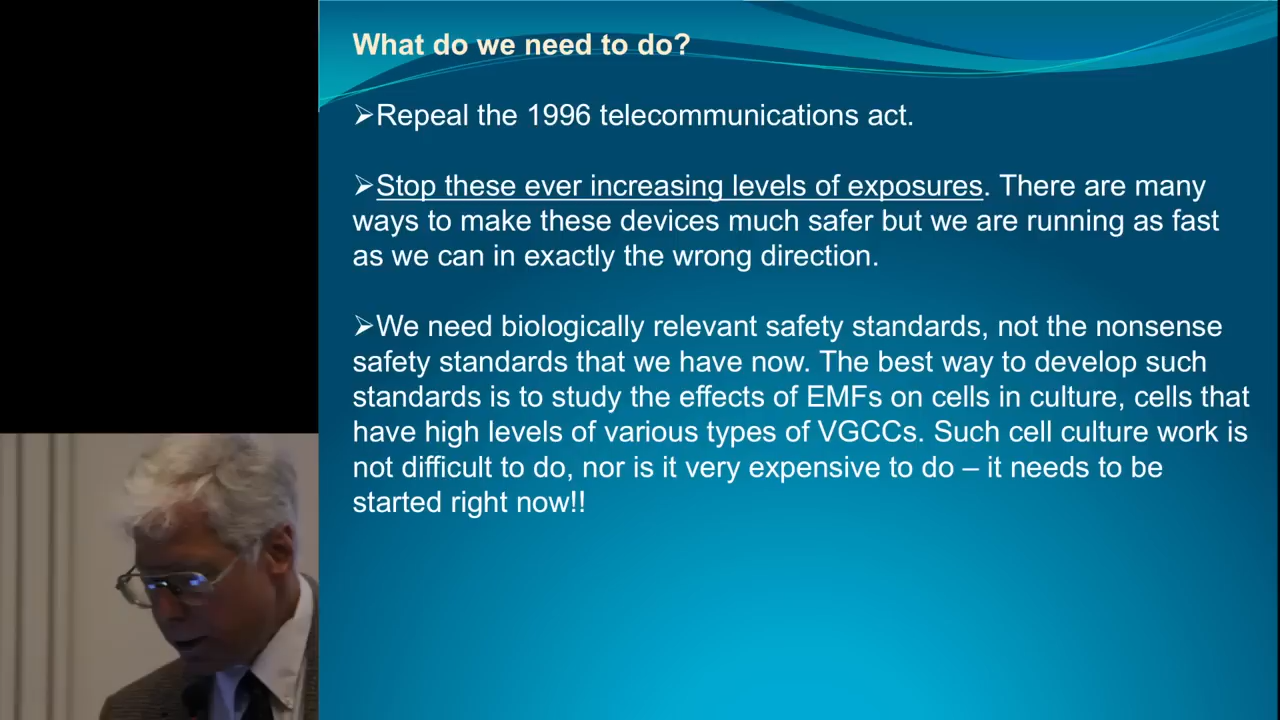 What do we need to do?
➢Repeal the 1996 telecommunications act.
➢Stop these ever increasing levels of exposures. There are many
ways to make these devices much safer but we are running as fast
as we can in exactly the wrong direction.
➢We need biologically relevant safety standards, not the nonsense
safety standards that we have now. The best way to develop such
standards is to study the effects of EMFs on cells in culture, cells that
have high levels of various types of VGCCs. Such cell culture work is
not difficult to do, nor is it very expensive to do – it needs to be
started right now!!